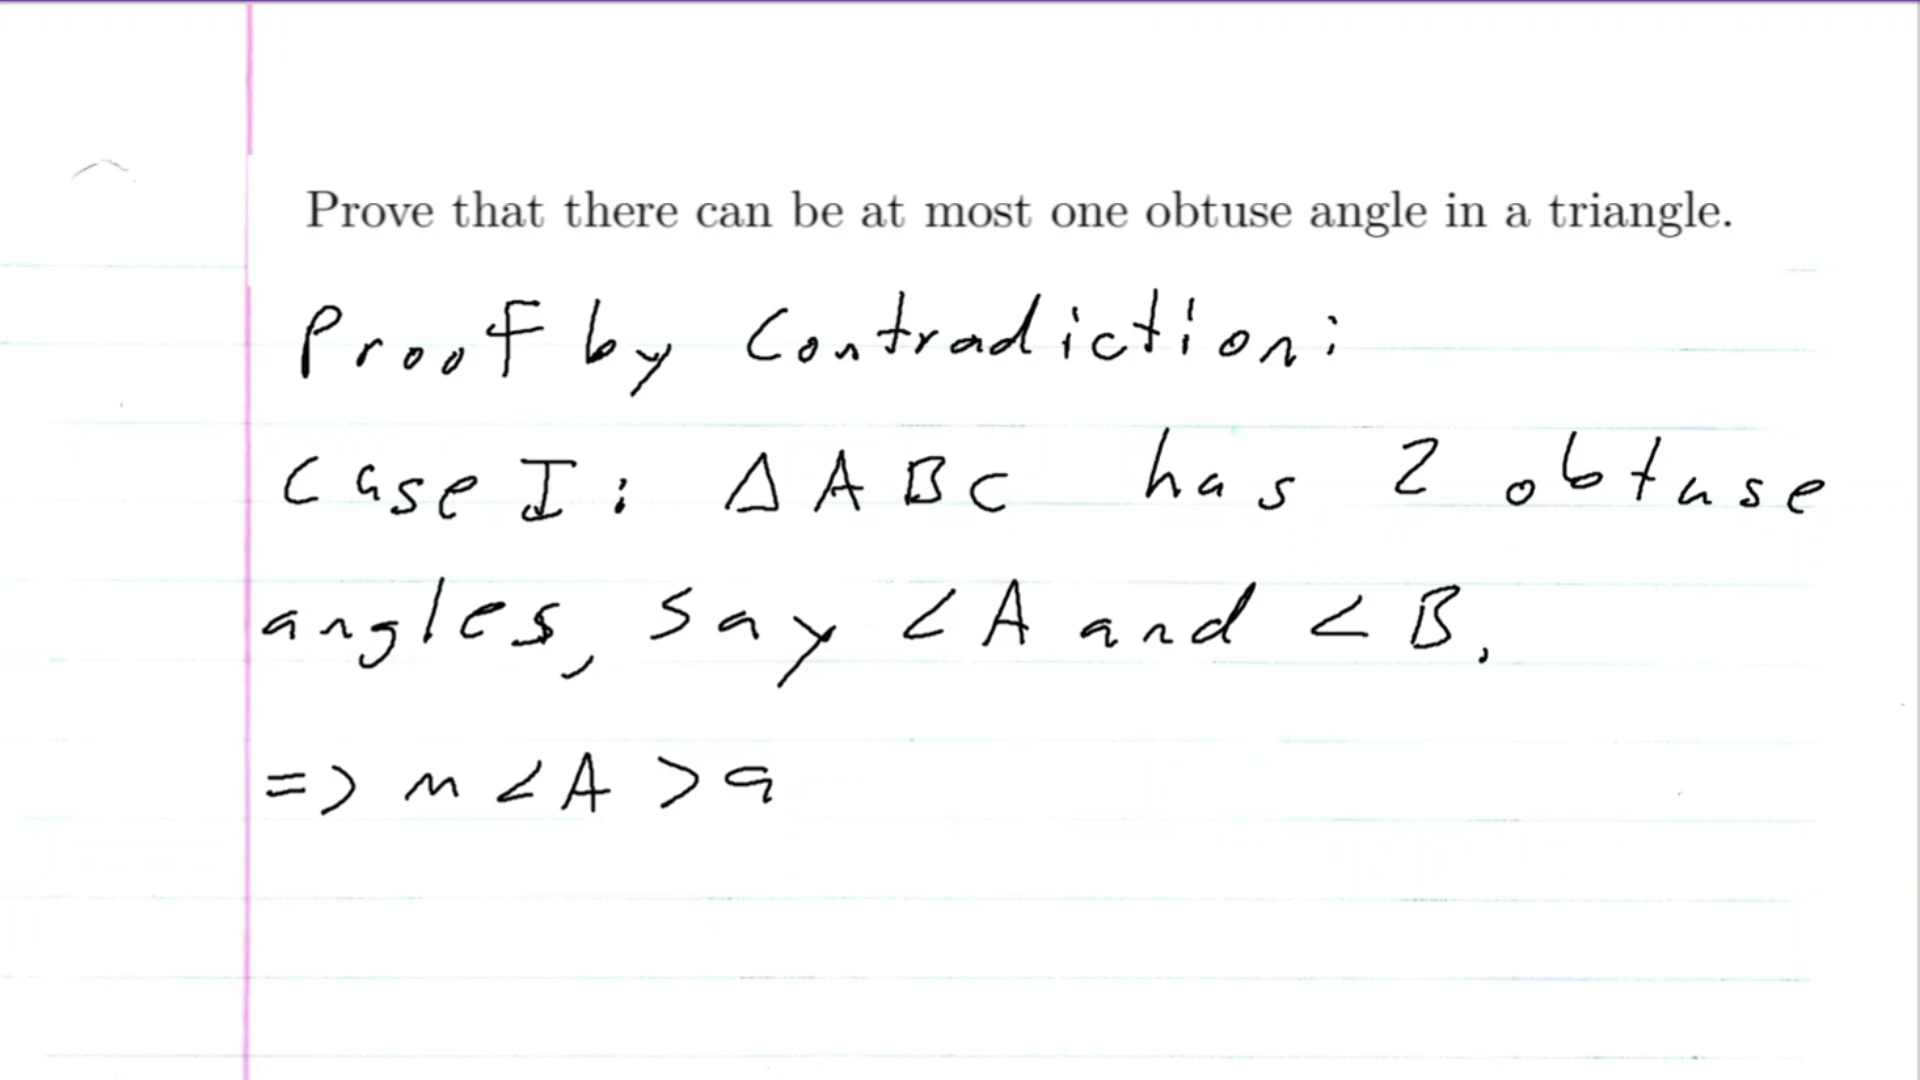 Prove that there can be at most one obtuse angle in a triangle.
Proof by Contradiction:
Case I: △ABC has 2 obtuse
angles, say ∠A and ∠B.
=> m∠A > 9